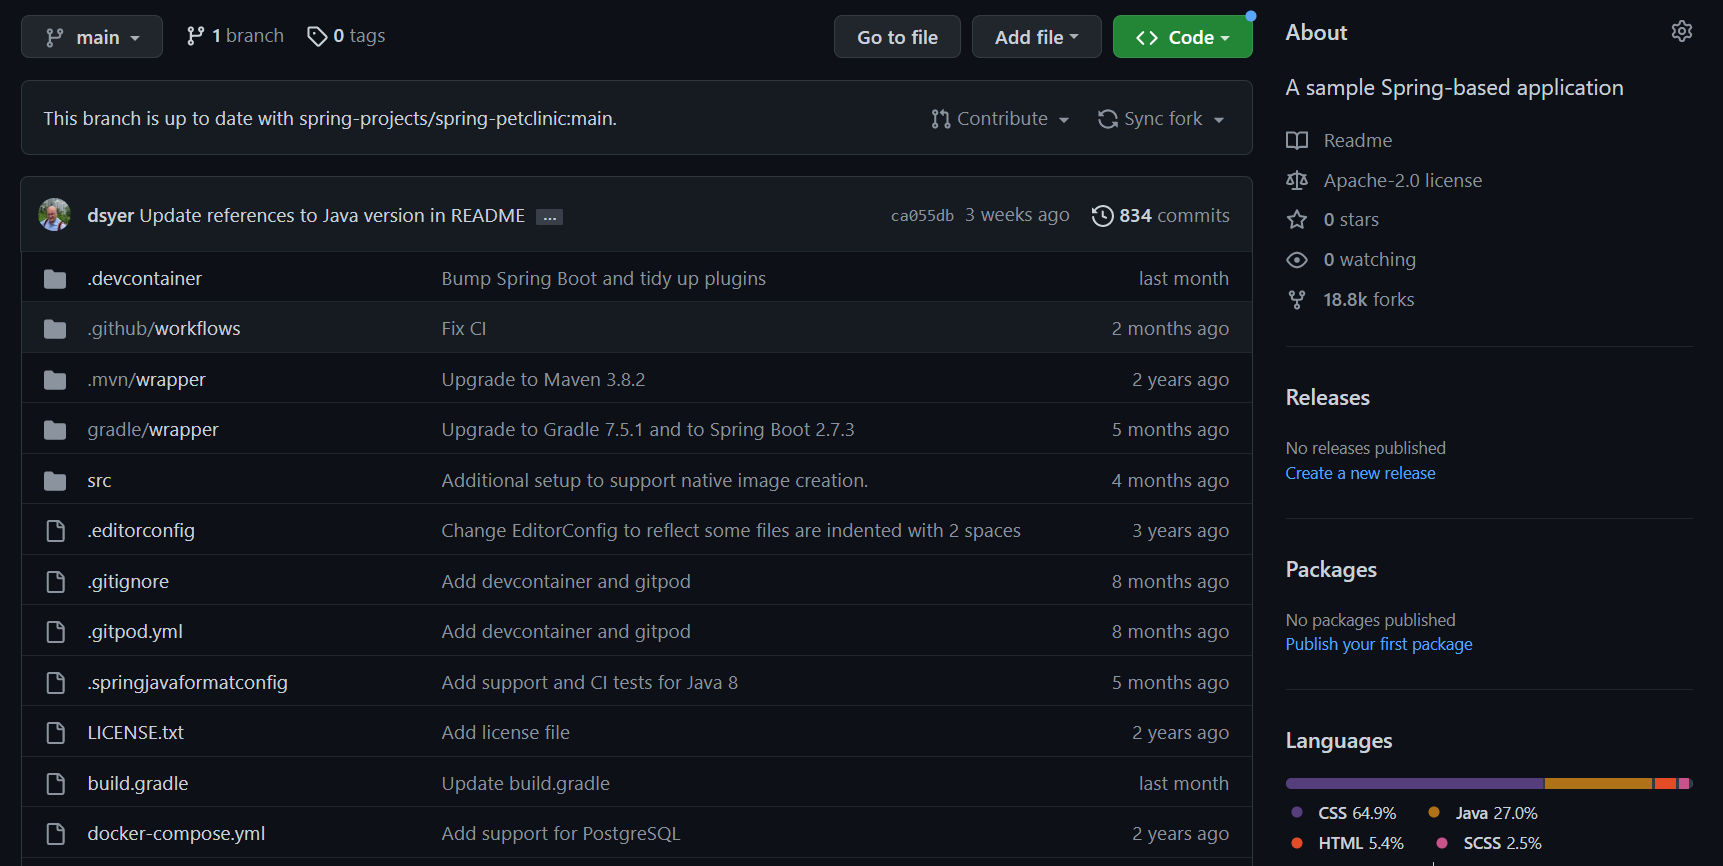 main
1 branch
0 tags
Go to file
Add file
Code
This branch is up to date with spring-projects/spring-petclinic:main.
Contribute
Sync fork
dsyer Update references to Java version in README ...
ca055db 3 weeks ago
834 commits
.devcontainer Bump Spring Boot and tidy up plugins last month
.github/workflows Fix CI 2 months ago
.mvn/wrapper Upgrade to Maven 3.8.2 2 years ago
gradle/wrapper Upgrade to Gradle 7.5.1 and to Spring Boot 2.7.3 5 months ago
src Additional setup to support native image creation. 4 months ago
.editorconfig Change EditorConfig to reflect some files are indented with 2 spaces 3 years ago
.gitignore Add devcontainer and gitpod 8 months ago
.gitpod.yml Add devcontainer and gitpod 8 months ago
.springjavaformatconfig Add support and CI tests for Java 8 5 months ago
LICENSE.txt Add license file 2 years ago
build.gradle Update build.gradle last month
docker-compose.yml Add support for PostgreSQL 2 years ago
About
A sample Spring-based application
Readme
Apache-2.0 license
0 stars
0 watching
18.8k forks
Releases
No releases published
Create a new release
Packages
No packages published
Publish your first package
Languages
CSS 64.9% Java 27.0%
HTML 5.4% SCSS 2.5%